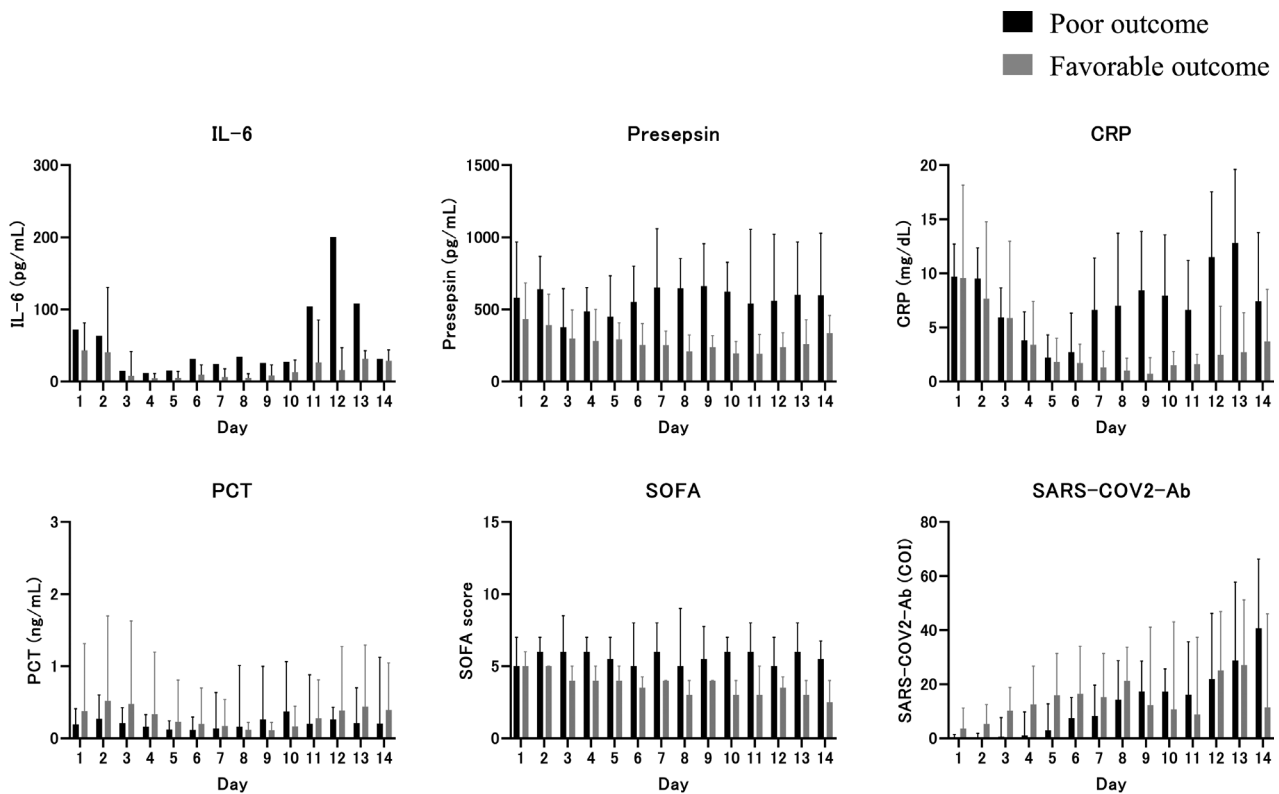 Poor outcome
Favorable outcome
IL-6
300
200
100
0
IL-6 (pg/mL)
1 2 3 4 5 6 7 8 9 10 11 12 13 14
Day
Presepsin
1500
1000
500
0
Presepsin (pg/mL)
1 2 3 4 5 6 7 8 9 10 11 12 13 14
Day
CRP
20
15
10
5
0
CRP (mg/dL)
1 2 3 4 5 6 7 8 9 10 11 12 13 14
Day
PCT
3
2
1
0
PCT (ng/mL)
1 2 3 4 5 6 7 8 9 10 11 12 13 14
Day
SOFA
15
10
5
0
SOFA score
1 2 3 4 5 6 7 8 9 10 11 12 13 14
Day
SARS-COV2-Ab
80
60
40
20
0
SARS-COV2-Ab (COI)
1 2 3 4 5 6 7 8 9 10 11 12 13 14
Day